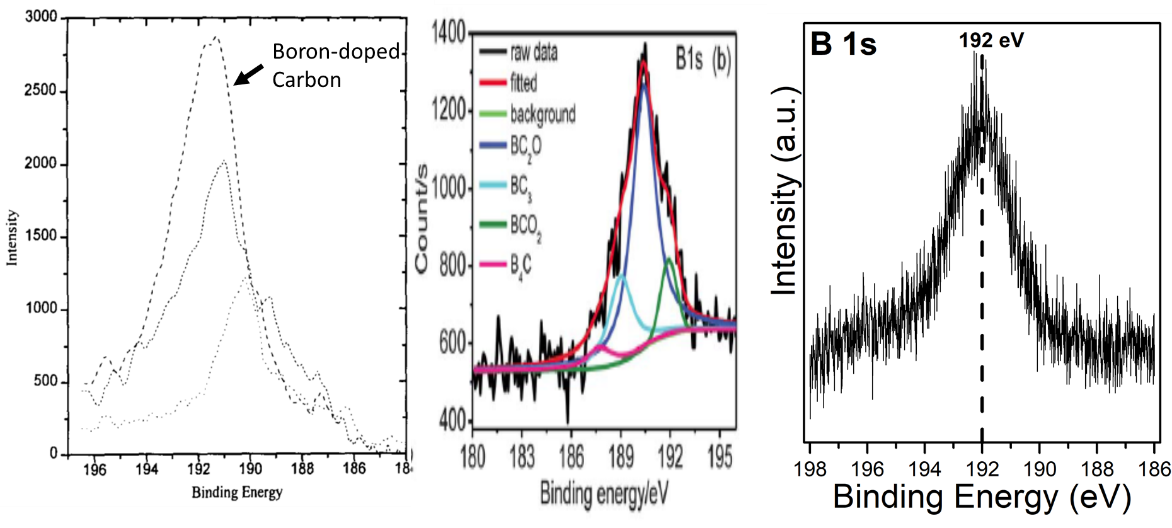 3000
2500
2000
1500
1000
500
0
Intensity
196
194
192
190
188
186
18
Binding Energy
Boron-doped
Carbon
1400
1200
1000
800
600
400
Count/s
B1s (b)
raw data
fitted
background
BC₂O
BC₃
BCO₂
B₄C
180
183
186
189
192
195
Binding energy/eV
B 1s
192 eV
Intensity (a.u.)
198
196
194
192
190
188
186
Binding Energy (eV)